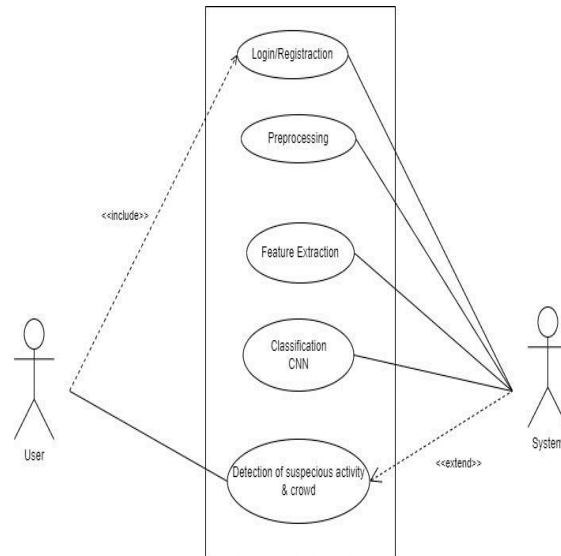 Login/Registraction
Preprocessing
<<include>>
Feature Extraction
Classification
CNN
User
System
Detection of suspecious activity
& crowd
<<extend>>